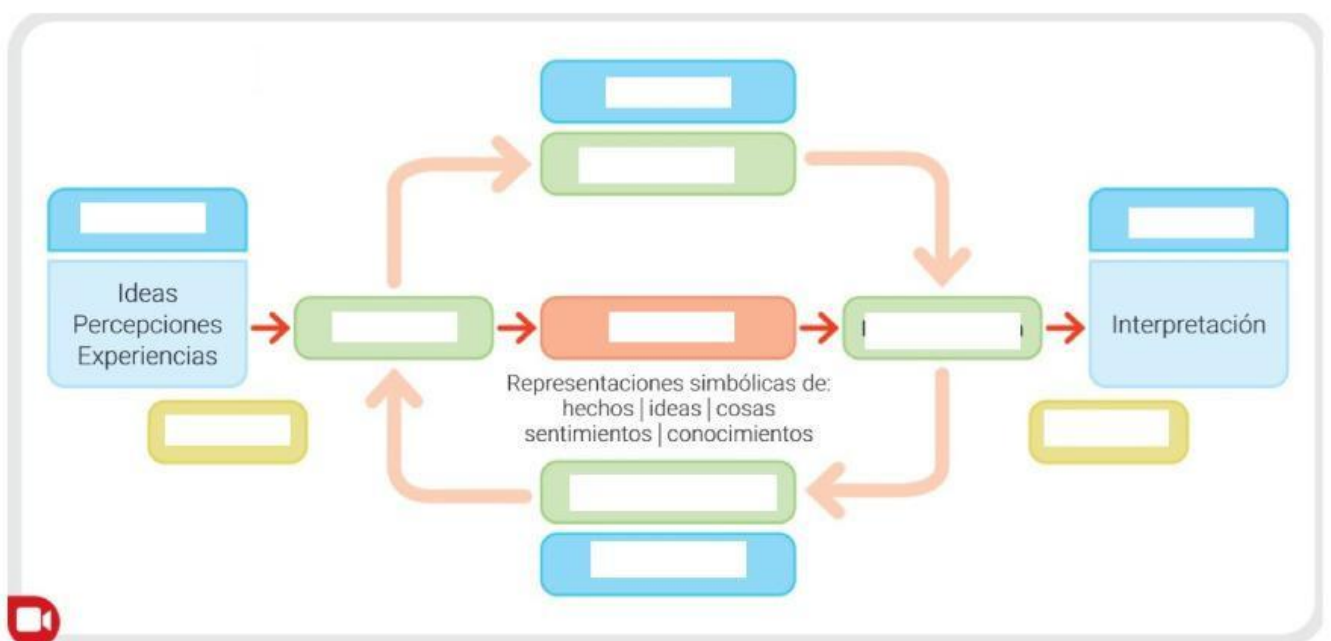 Ideas
Percepciones
Experiencias
Interpretación
Representaciones simbólicas de:
hechos | ideas | cosas
sentimientos | conocimientos